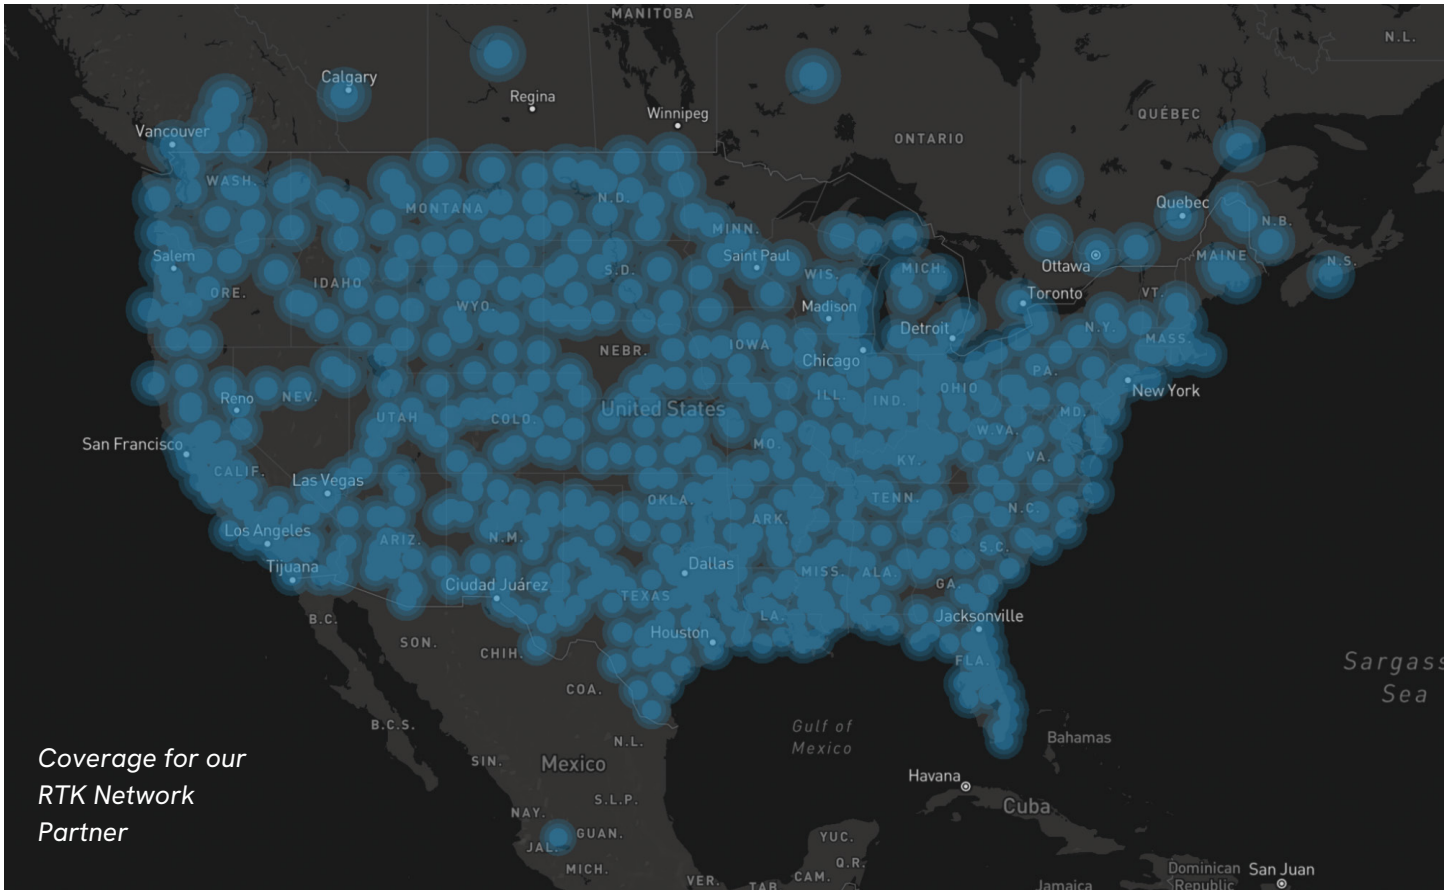 MANITOBA
N.L.
Calgary
Regina
Winnipeg
ONTARIO
QUÉBEC
Vancouver
WASH.
MONTANA
N.D.
MINN.
Quebec
N.B.
Salem
IDAHO
S.D.
Saint Paul
WIS.
MICH.
Ottawa
MAINE
N.S.
ORE.
WYO.
Madison
Toronto
VT.
Detroit
N.Y.
MASS.
NEBR.
IOWA
Chicago
PA.
Reno
NEV.
UTAH
COLO.
United States
ILL.
IND.
OHIO
New York
MD.
San Francisco
CALIF.
MO.
KY.
W.VA.
VA.
Las Vegas
OKLA.
TENN.
N.C.
Los Angeles
ARIZ.
N.M.
ARK.
S.C.
Tijuana
Ciudad Juárez
Dallas
TEXAS
MISS.
ALA.
GA.
B.C.
SON.
CHIH.
Houston
LA.
Jacksonville
FLA.
COA.
Sargass
Sea
B.C.S.
N.L.
Gulf of
Mexico
Bahamas
SIN.
Mexico
Havana
Cuba
S.L.P.
NAY.
GUAN.
JAL.
YUC.
MICH.
Q.R.
CAM.
VER.
TAB.
Jamaica
Dominican
Republic
San Juan
Coverage for our
RTK Network
Partner